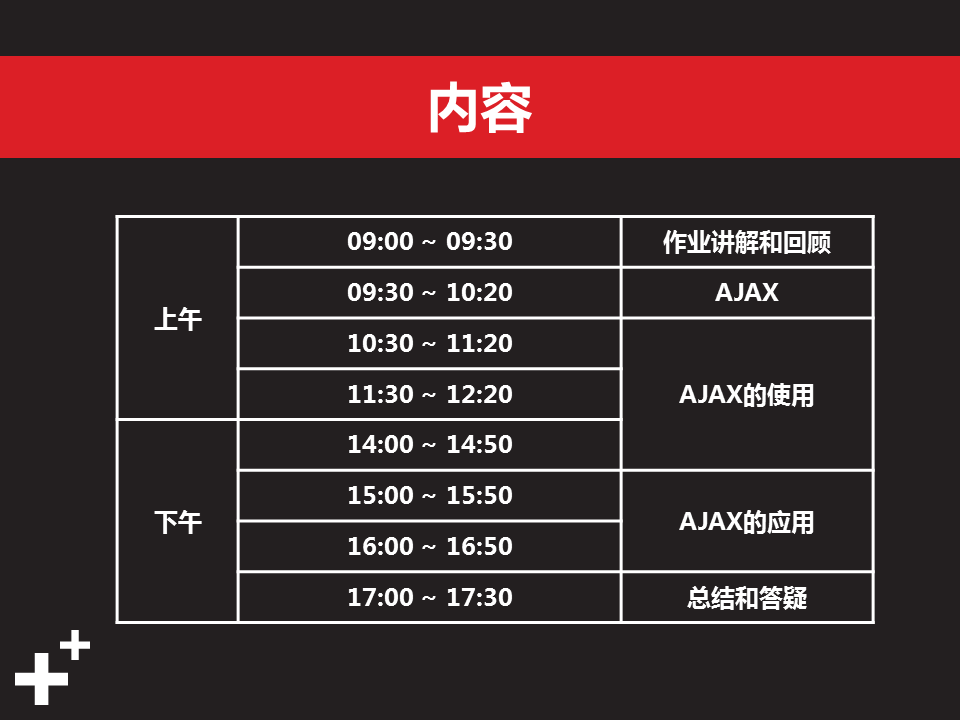 内容
上午
09:00 ~ 09:30
作业讲解和回顾
09:30 ~ 10:20
AJAX
10:30 ~ 11:20
AJAX的使用
11:30 ~ 12:20
下午
14:00 ~ 14:50
15:00 ~ 15:50
AJAX的应用
16:00 ~ 16:50
17:00 ~ 17:30
总结和答疑